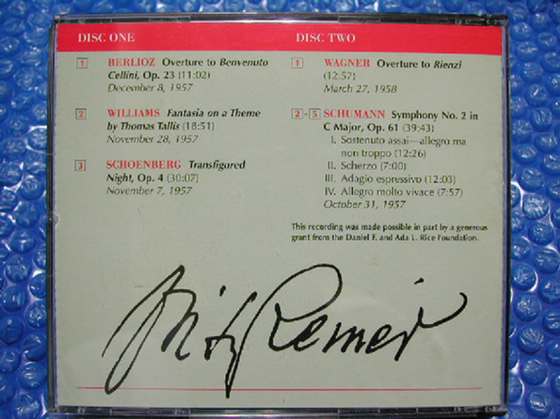 DISC ONE
1 BERLIOZ Overture to Benvenuto
Cellini, Op. 23 (11:02)
December 8, 1957
2 WILLIAMS Fantasia on a Theme
by Thomas Tallis (18:51)
November 28, 1957
3 SCHOENBERG Transfigured
Night, Op. 4 (30:07)
November 7, 1957
DISC TWO
1 WAGNER Overture to Rienzi
(12:57)
March 27, 1958
2 - 5 SCHUMANN Symphony No. 2 in
C Major, Op. 61 (39:43)
I. Sostenuto assai—allegro ma
non troppo (12:26)
II. Scherzo (7:00)
III. Adagio espressivo (12:03)
IV. Allegro molto vivace (7:57)
October 31, 1957
This recording was made possible in part by a generous
grant from the Daniel F. and Ada L. Rice Foundation.
Fritz Reiner